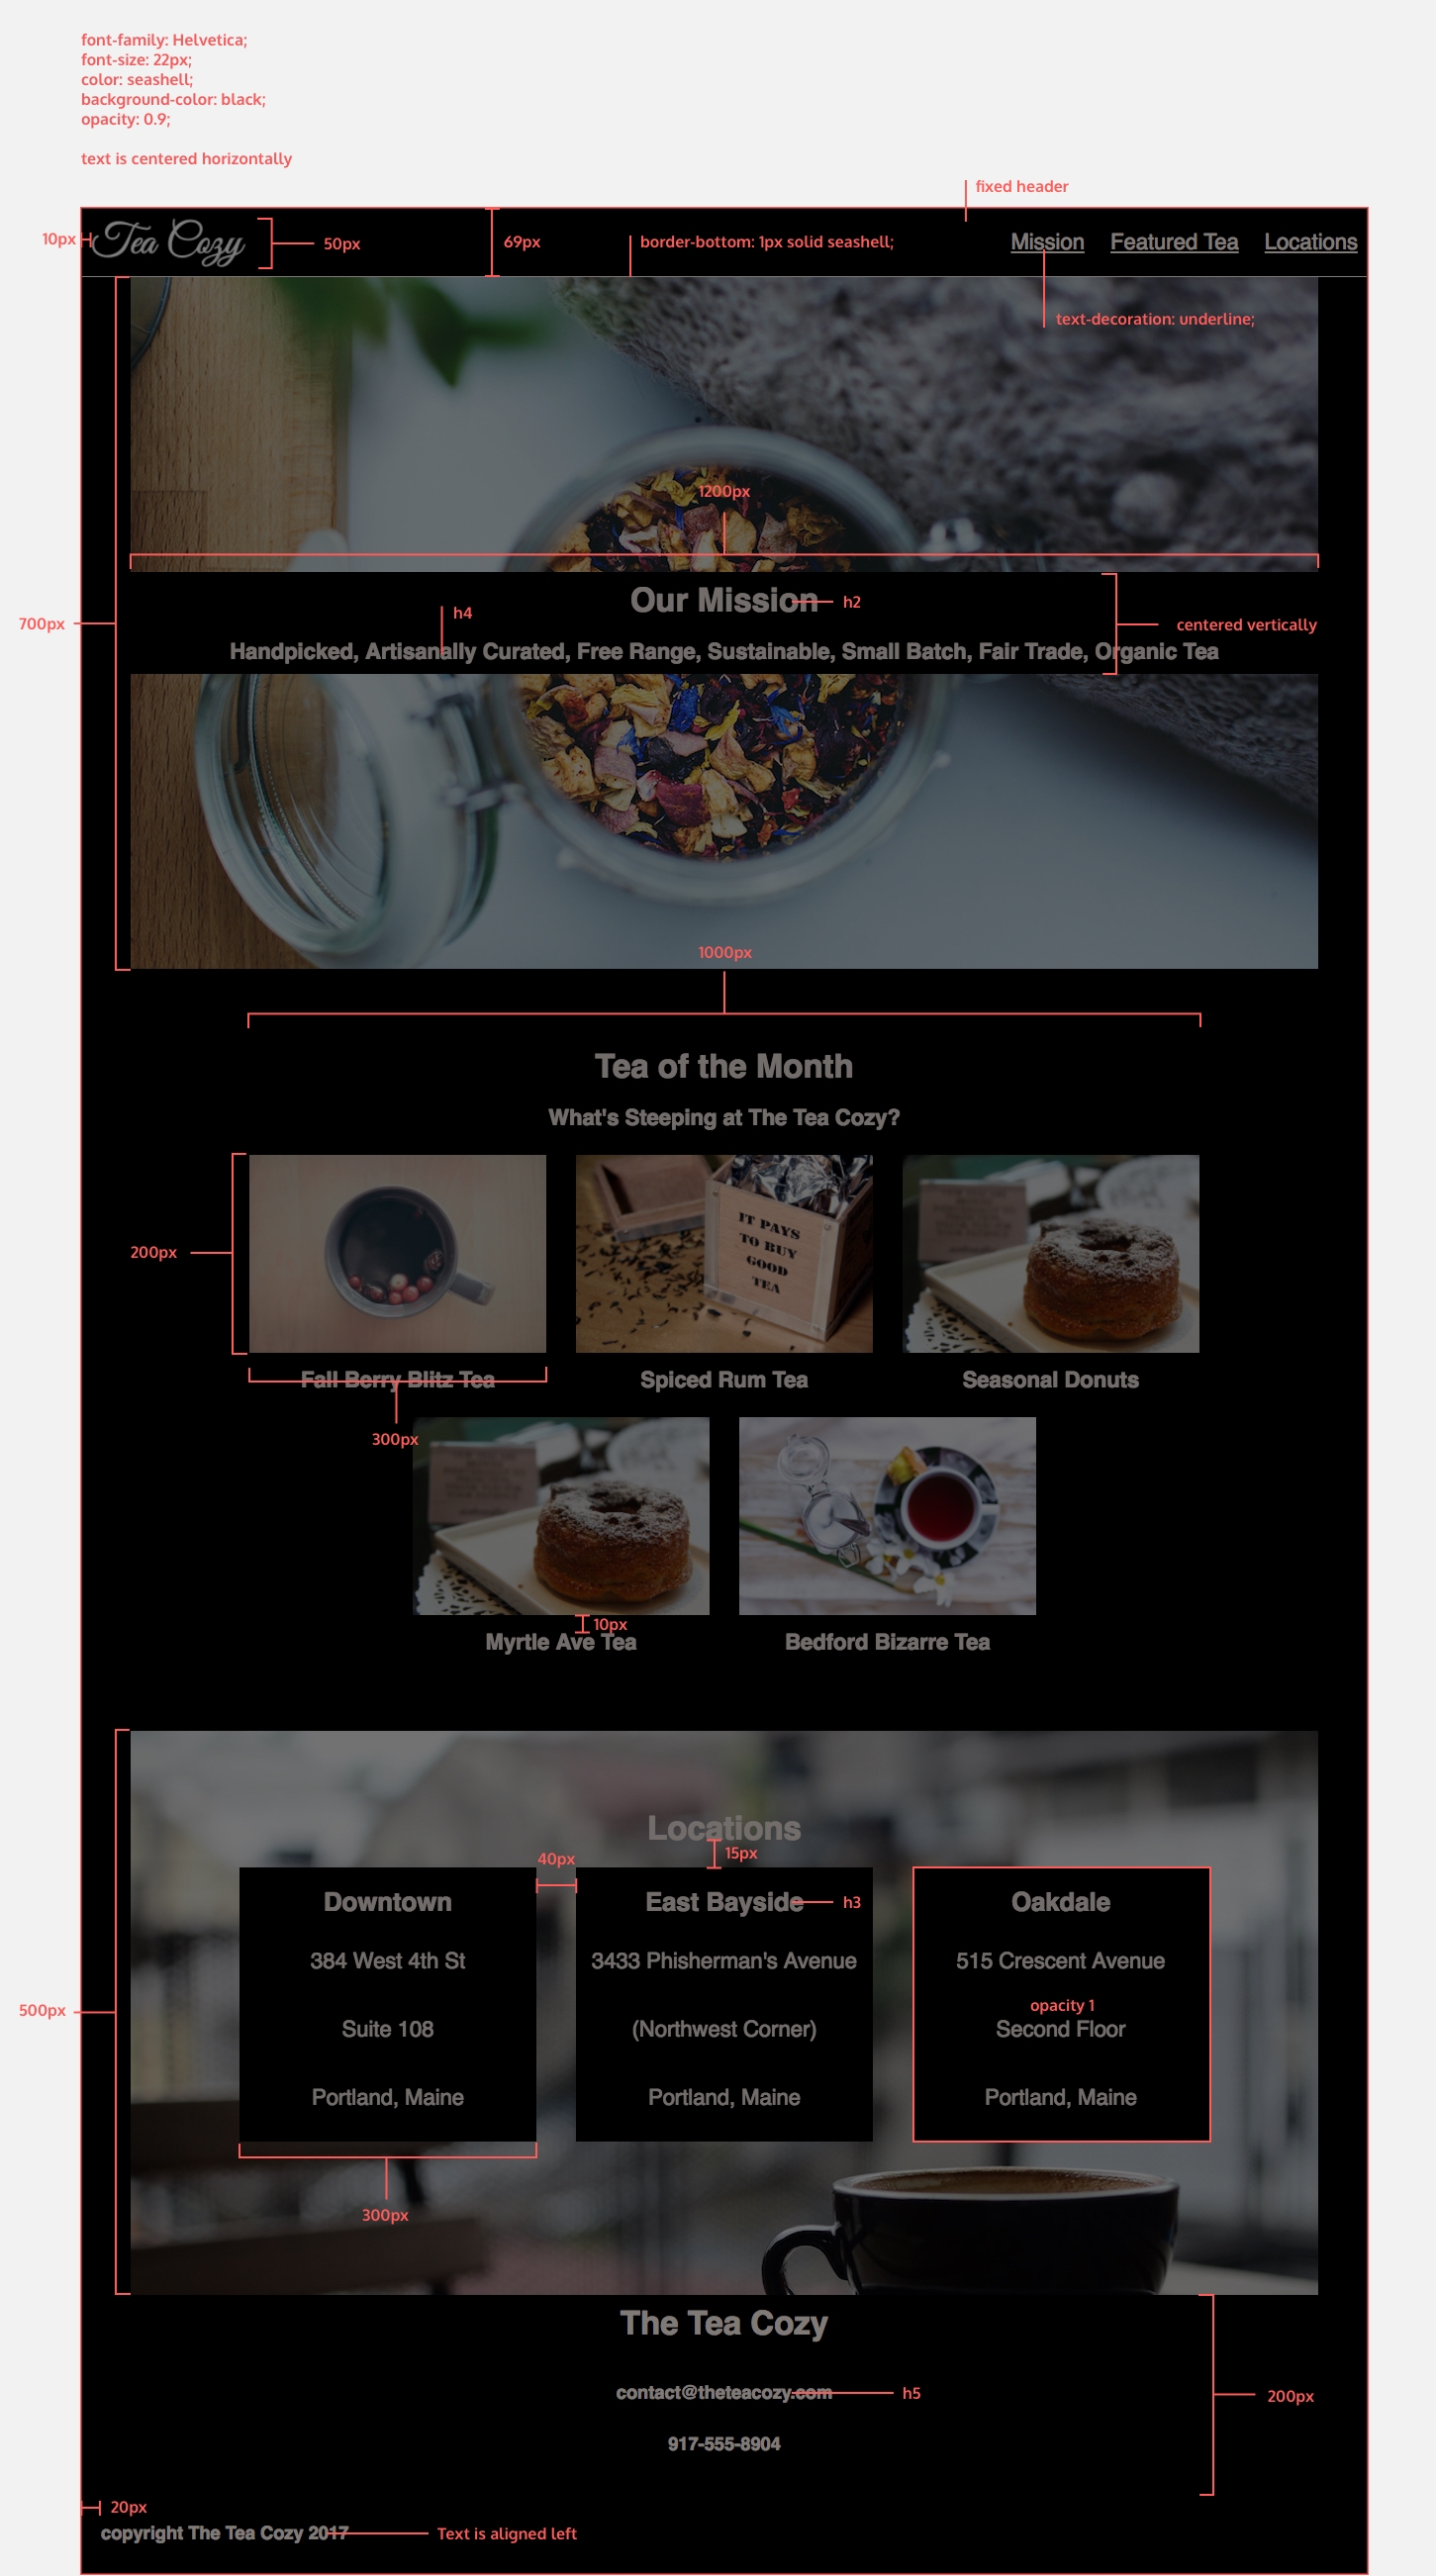 font-family: Helvetica;
font-size: 22px;
color: seashell;
background-color: black;
opacity: 0.9;
text is centered horizontally
fixed header
10px
Tea Cozy
50px
69px
border-bottom: 1px solid seashell;
Mission Featured Tea Locations
text-decoration: underline;
1200px
Our Mission
h2
h4
700px
centered vertically
Handpicked, Artisanally Curated, Free Range, Sustainable, Small Batch, Fair Trade, Organic Tea
1000px
Tea of the Month
What's Steeping at The Tea Cozy?
IT PAYS
TO BUY
GOOD
TEA
200px
Fall Berry Blitz Tea
Spiced Rum Tea
Seasonal Donuts
300px
10px
Myrtle Ave Tea
Bedford Bizarre Tea
Locations
15px
40px
Downtown
East Bayside
h3
Oakdale
384 West 4th St
3433 Phisherman's Avenue
515 Crescent Avenue
opacity 1
500px
Suite 108
(Northwest Corner)
Second Floor
Portland, Maine
Portland, Maine
Portland, Maine
300px
The Tea Cozy
contact@theteacozy.com
h5
200px
917-555-8904
20px
copyright The Tea Cozy 2017
Text is aligned left